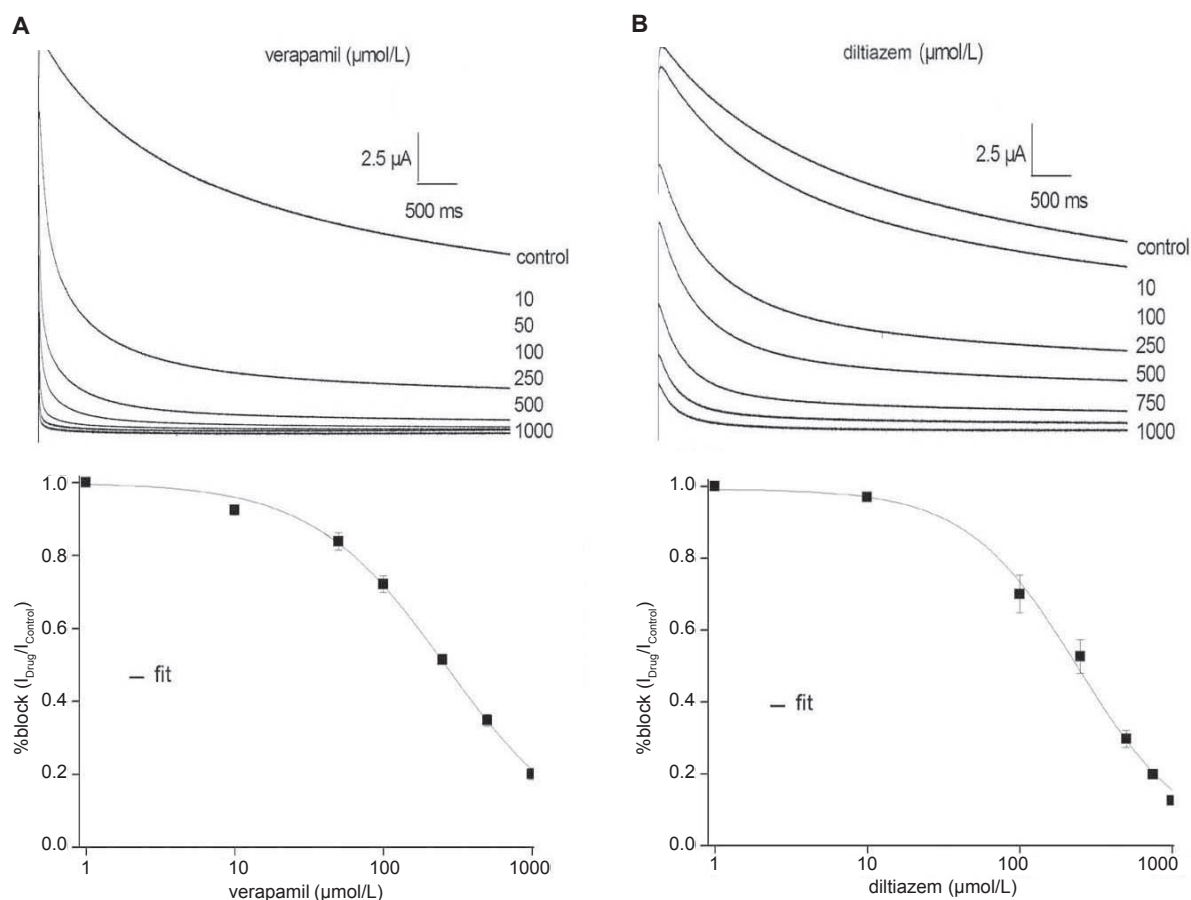 A
verapamil (µmol/L)
2.5 µA
500 ms
control
10
50
100
250
500
1000
1.0
0.8
0.6
0.4
0.2
0.0
%block (I_Drug/I_Control)
– fit
1 10 100 1000
verapamil (µmol/L)
B
diltiazem (µmol/L)
2.5 µA
500 ms
control
10
100
250
500
750
1000
1.0
0.8
0.6
0.4
0.2
0.0
%block (I_Drug/I_Control)
– fit
1 10 100 1000
diltiazem (µmol/L)